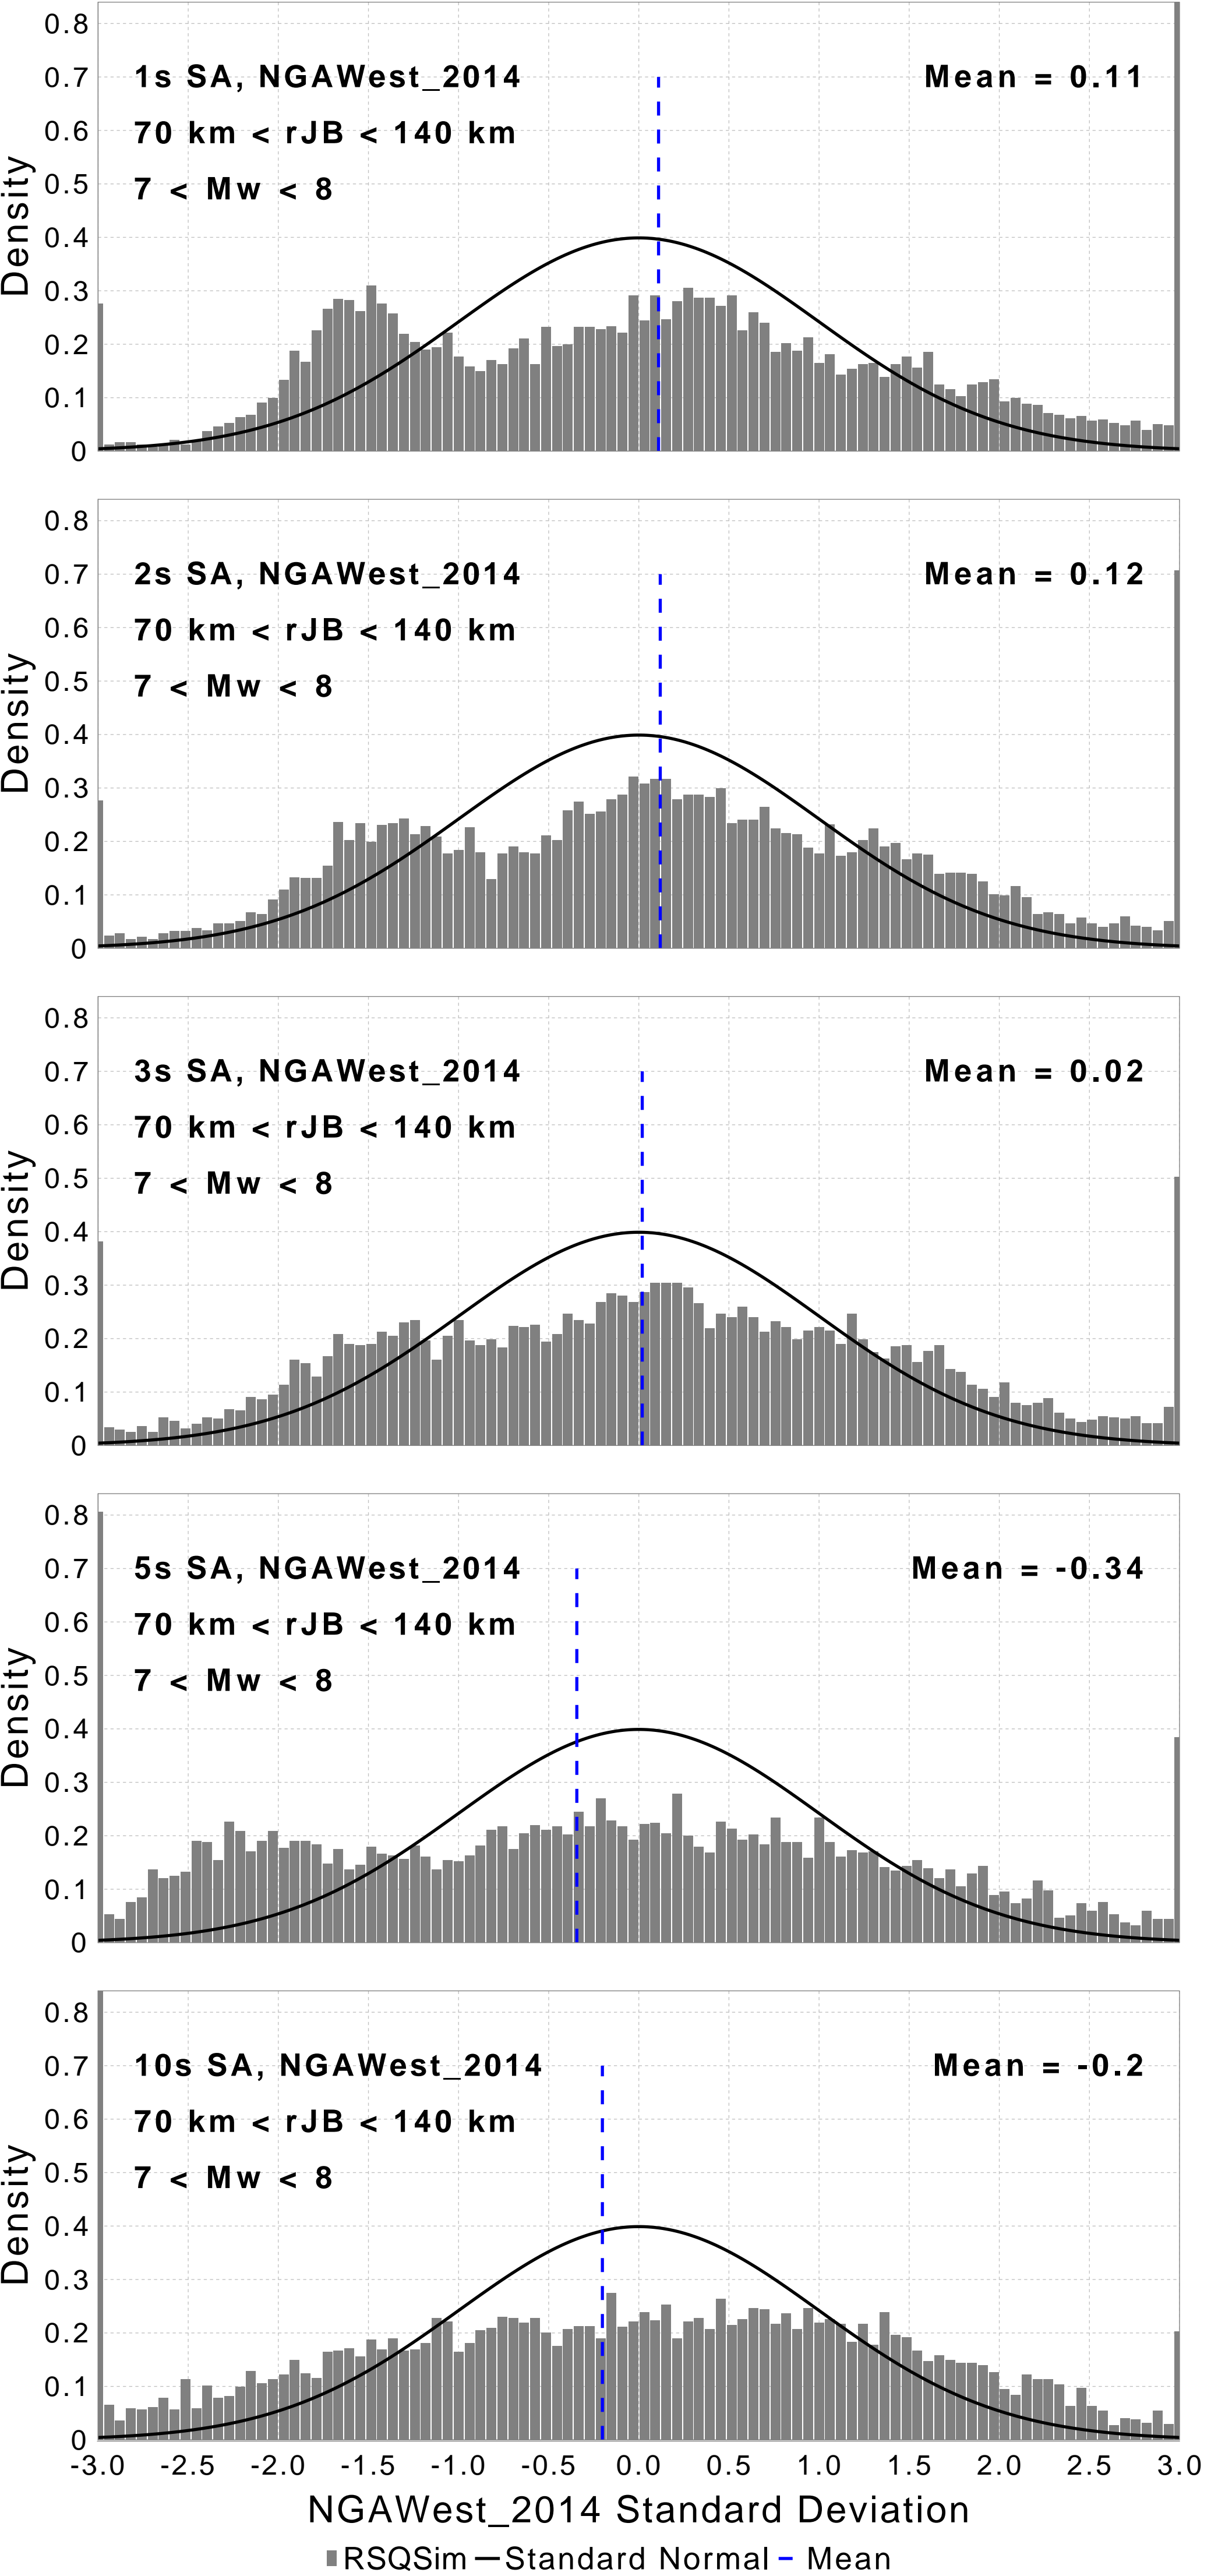 0.8
1s SA, NGAWest_2014 Mean = 0.11
0.7
70 km < rJB < 140 km
0.6
7 < Mw < 8
0.5
0.4
0.3
0.2
0.1
0
Density
0.8
2s SA, NGAWest_2014 Mean = 0.12
0.7
70 km < rJB < 140 km
0.6
7 < Mw < 8
0.5
0.4
0.3
0.2
0.1
0
Density
0.8
3s SA, NGAWest_2014 Mean = 0.02
0.7
70 km < rJB < 140 km
0.6
7 < Mw < 8
0.5
0.4
0.3
0.2
0.1
0
Density
0.8
5s SA, NGAWest_2014 Mean = -0.34
0.7
70 km < rJB < 140 km
0.6
7 < Mw < 8
0.5
0.4
0.3
0.2
0.1
0
Density
0.8
10s SA, NGAWest_2014 Mean = -0.2
0.7
70 km < rJB < 140 km
0.6
7 < Mw < 8
0.5
0.4
0.3
0.2
0.1
0
Density
-3.0 -2.5 -2.0 -1.5 -1.0 -0.5 0.0 0.5 1.0 1.5 2.0 2.5 3.0
NGAWest_2014 Standard Deviation
RSQSim Standard Normal Mean